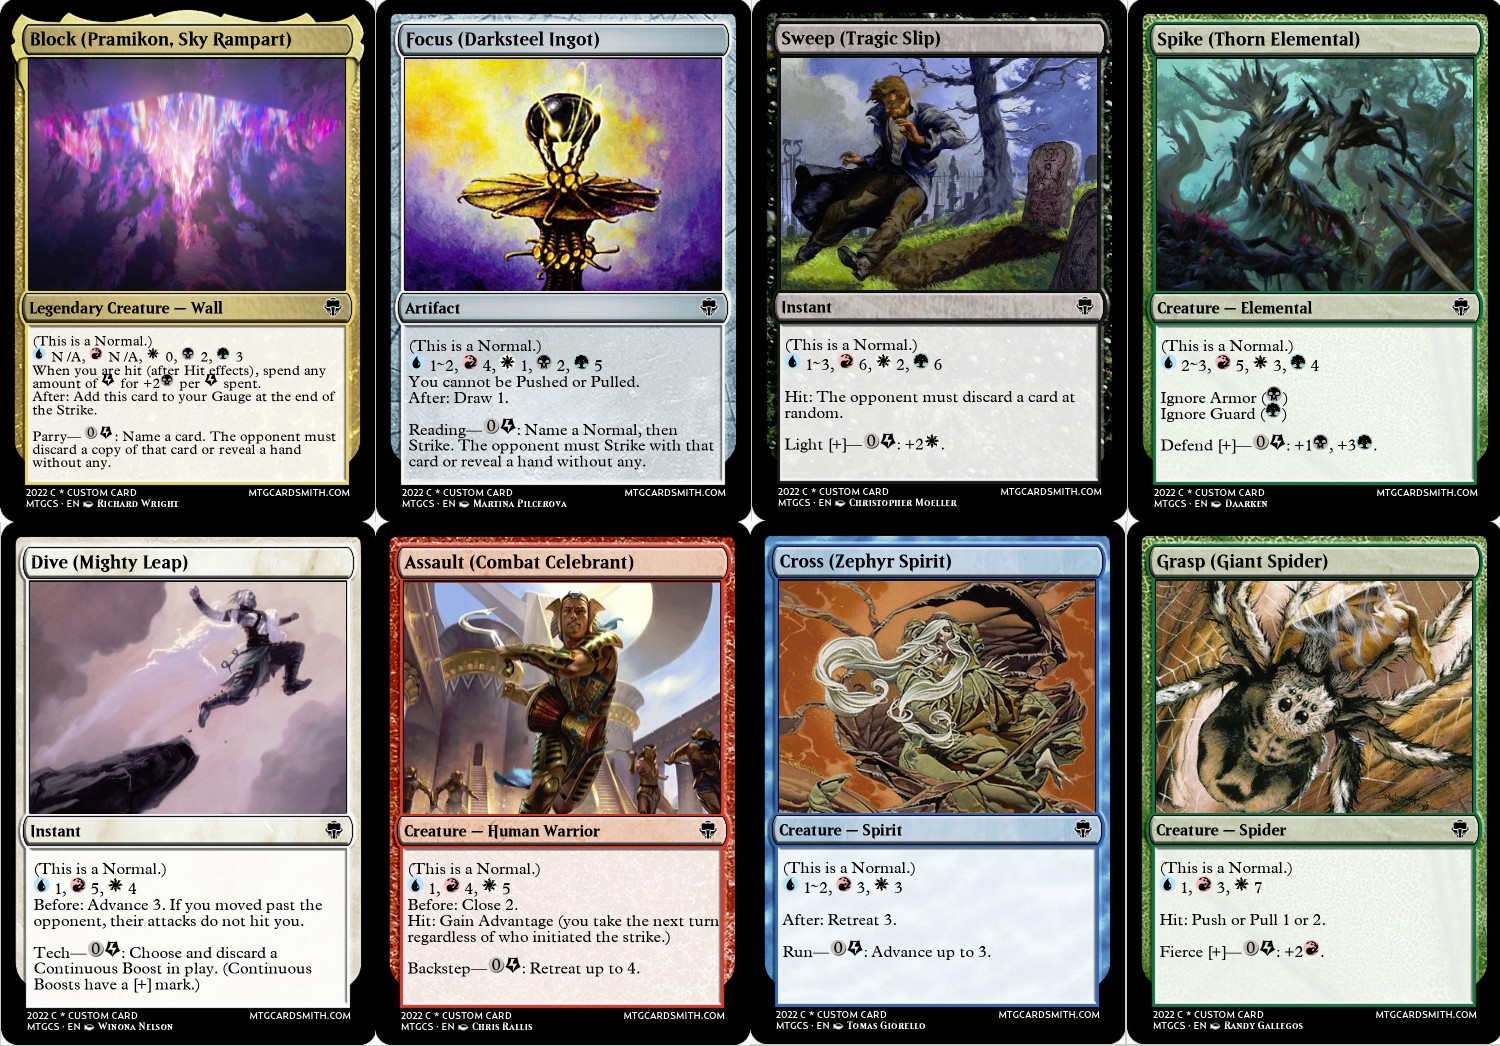 Block (Pramikon, Sky Rampart)
Legendary Creature — Wall
(This is a Normal.)
N/A, N/A, 0, 2, 3
When you are hit (after Hit effects), spend any
amount of for +2 per spent.
After: Add this card to your Gauge at the end of
the Strike.
Parry— 0: Name a card. The opponent must
discard a copy of that card or reveal a hand
without any.
2022 C * CUSTOM CARD MTGCARDSMITH.COM
MTGCS · EN RICHARD WRIGHT
Focus (Darksteel Ingot)
Artifact
(This is a Normal.)
1~2, 4, 1, 2, 5
You cannot be Pushed or Pulled.
After: Draw 1.
Reading—0: Name a Normal, then
Strike. The opponent must Strike with that
card or reveal a hand without any.
2022 C * CUSTOM CARD MTGCARDSMITH.COM
MTGCS · EN MARTINA PILCEROVA
Sweep (Tragic Slip)
Instant
(This is a Normal.)
1~3, 6, 2, 6
Hit: The opponent must discard a card at
random.
Light [+]—0: +2.
2022 C * CUSTOM CARD MTGCARDSMITH.COM
MTGCS · EN CHRISTOPHER MOELLER
Spike (Thorn Elemental)
Creature — Elemental
(This is a Normal.)
2~3, 5, 3, 4
Ignore Armor ()
Ignore Guard ()
Defend [+]—0: +1, +3.
2022 C * CUSTOM CARD MTGCARDSMITH.COM
MTGCS · EN DAARKEN
Dive (Mighty Leap)
Instant
(This is a Normal.)
1, 5, 4
Before: Advance 3. If you moved past the
opponent, their attacks do not hit you.
Tech—0: Choose and discard a
Continuous Boost in play. (Continuous
Boosts have a [+] mark.)
2022 C * CUSTOM CARD MTGCARDSMITH.COM
MTGCS · EN WINONA NELSON
Assault (Combat Celebrant)
Creature — Human Warrior
(This is a Normal.)
1, 4, 5
Before: Close 2.
Hit: Gain Advantage (you take the next turn
regardless of who initiated the strike.)
Backstep—0: Retreat up to 4.
2022 C * CUSTOM CARD MTGCARDSMITH.COM
MTGCS · EN CHRIS RALLIS
Cross (Zephyr Spirit)
Creature — Spirit
(This is a Normal.)
1~2, 3, 3
After: Retreat 3.
Run—0: Advance up to 3.
2022 C * CUSTOM CARD MTGCARDSMITH.COM
MTGCS · EN TOMAS GIORELLO
Grasp (Giant Spider)
Creature — Spider
(This is a Normal.)
1, 3, 7
Hit: Push or Pull 1 or 2.
Fierce [+]—0: +2.
2022 C * CUSTOM CARD MTGCARDSMITH.COM
MTGCS · EN RANDY GALLEGOS